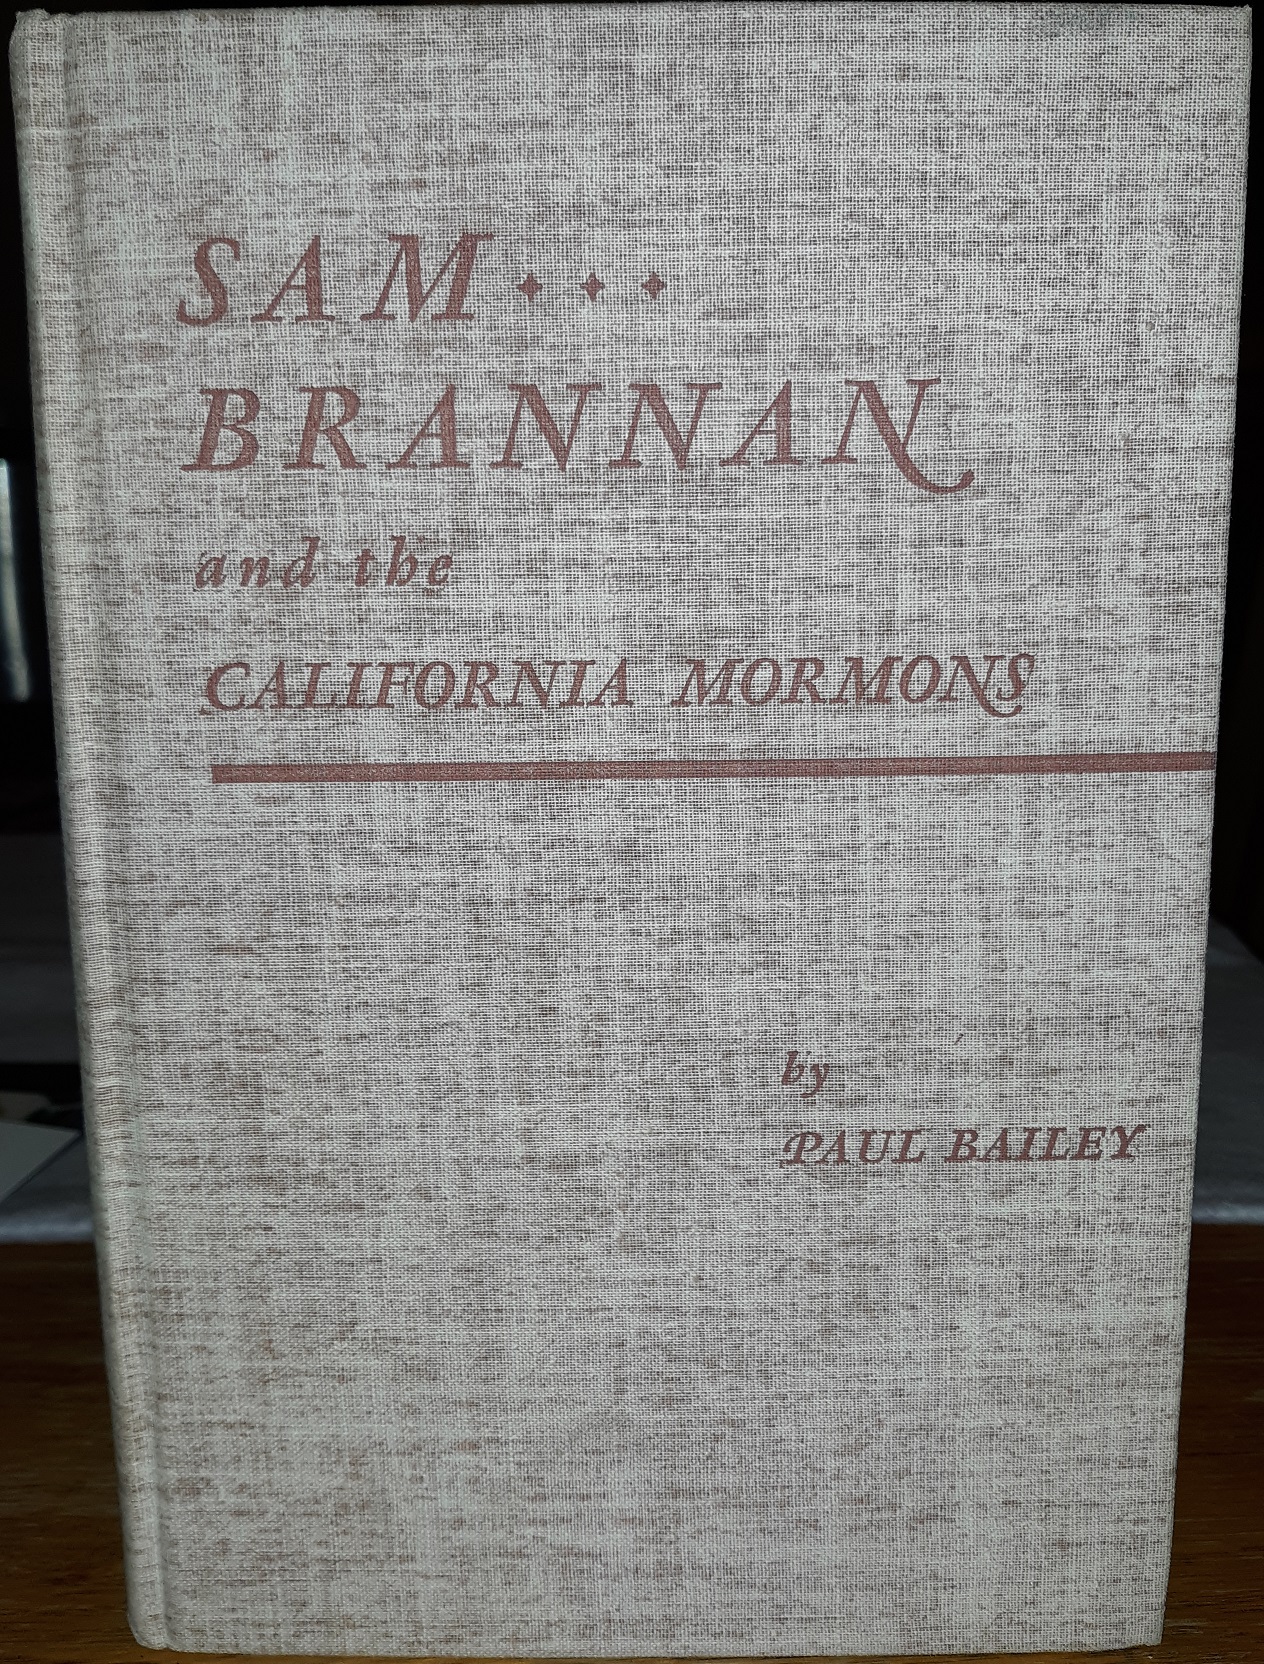 SAM
BRANNAN
and the
CALIFORNIA MORMONS
by
PAUL BAILEY